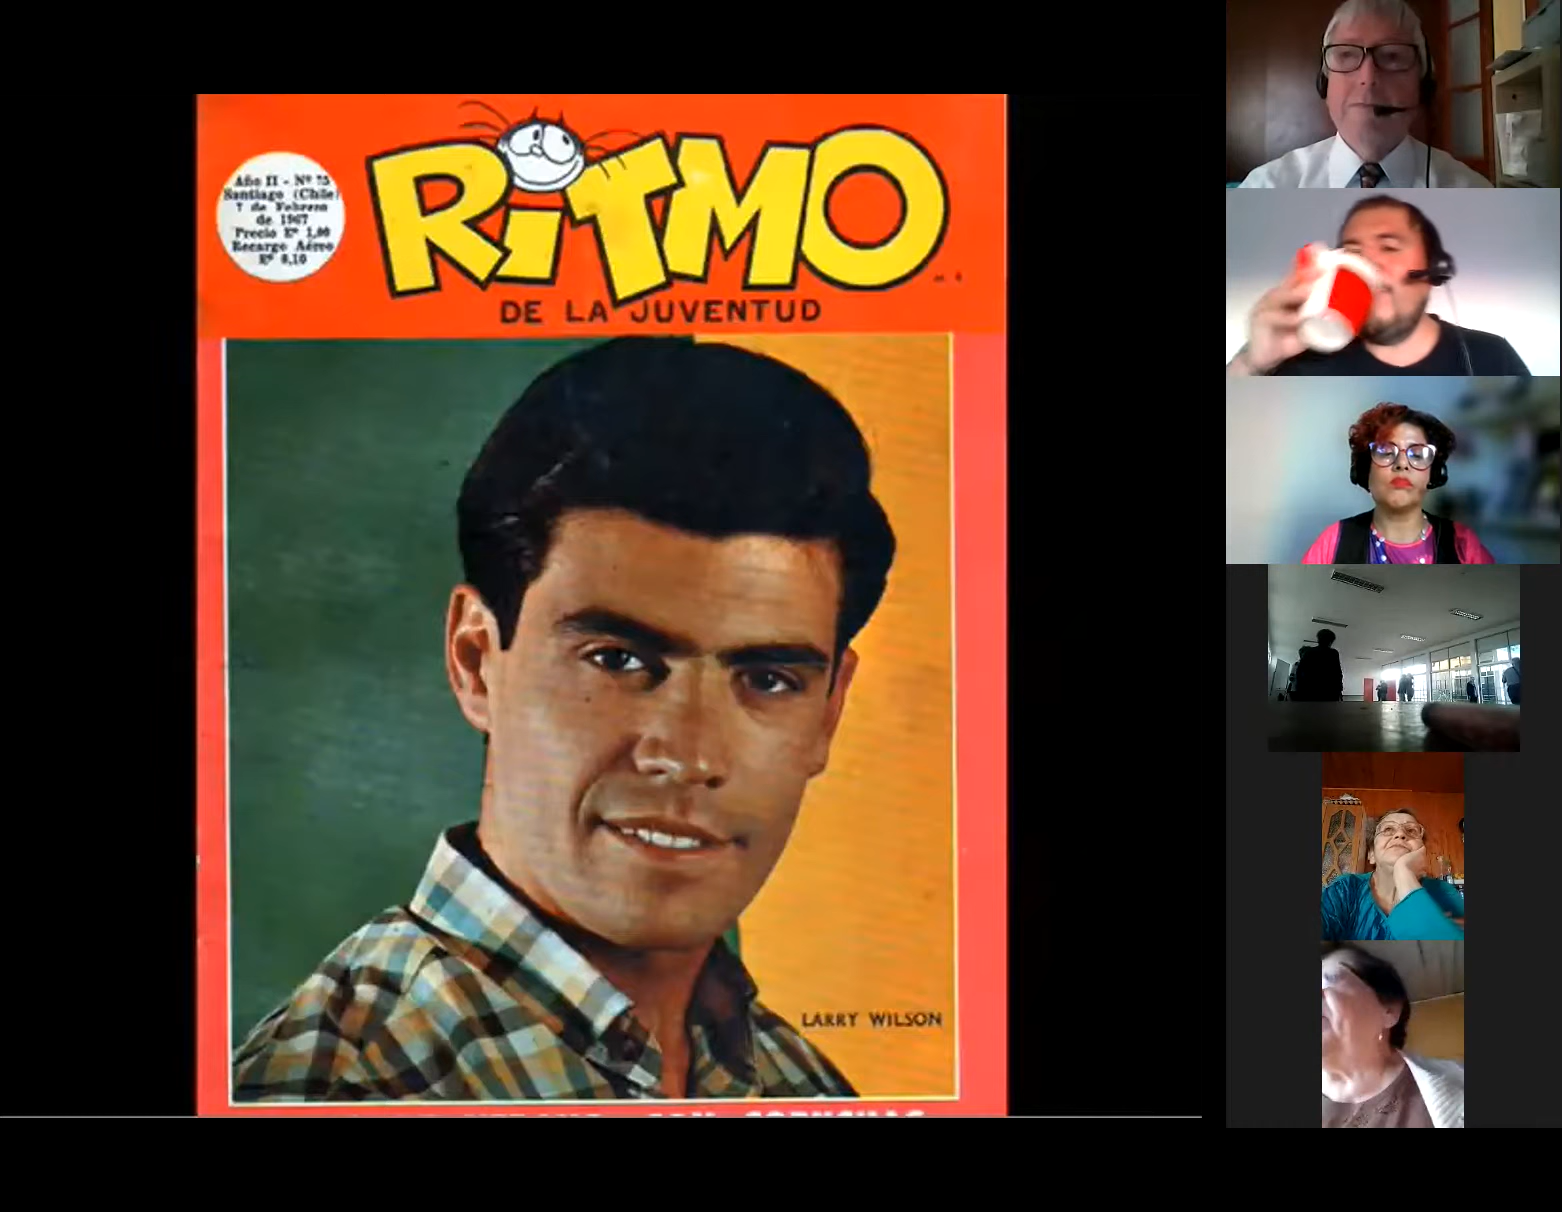 Año II - Nº 75
Santiago (Chile)
7 de Febrero
de 1967
Precio Eº 1,00
Recargo Aéreo
Eº 0,10
RiTMO
DE LA JUVENTUD
LARRY WILSON